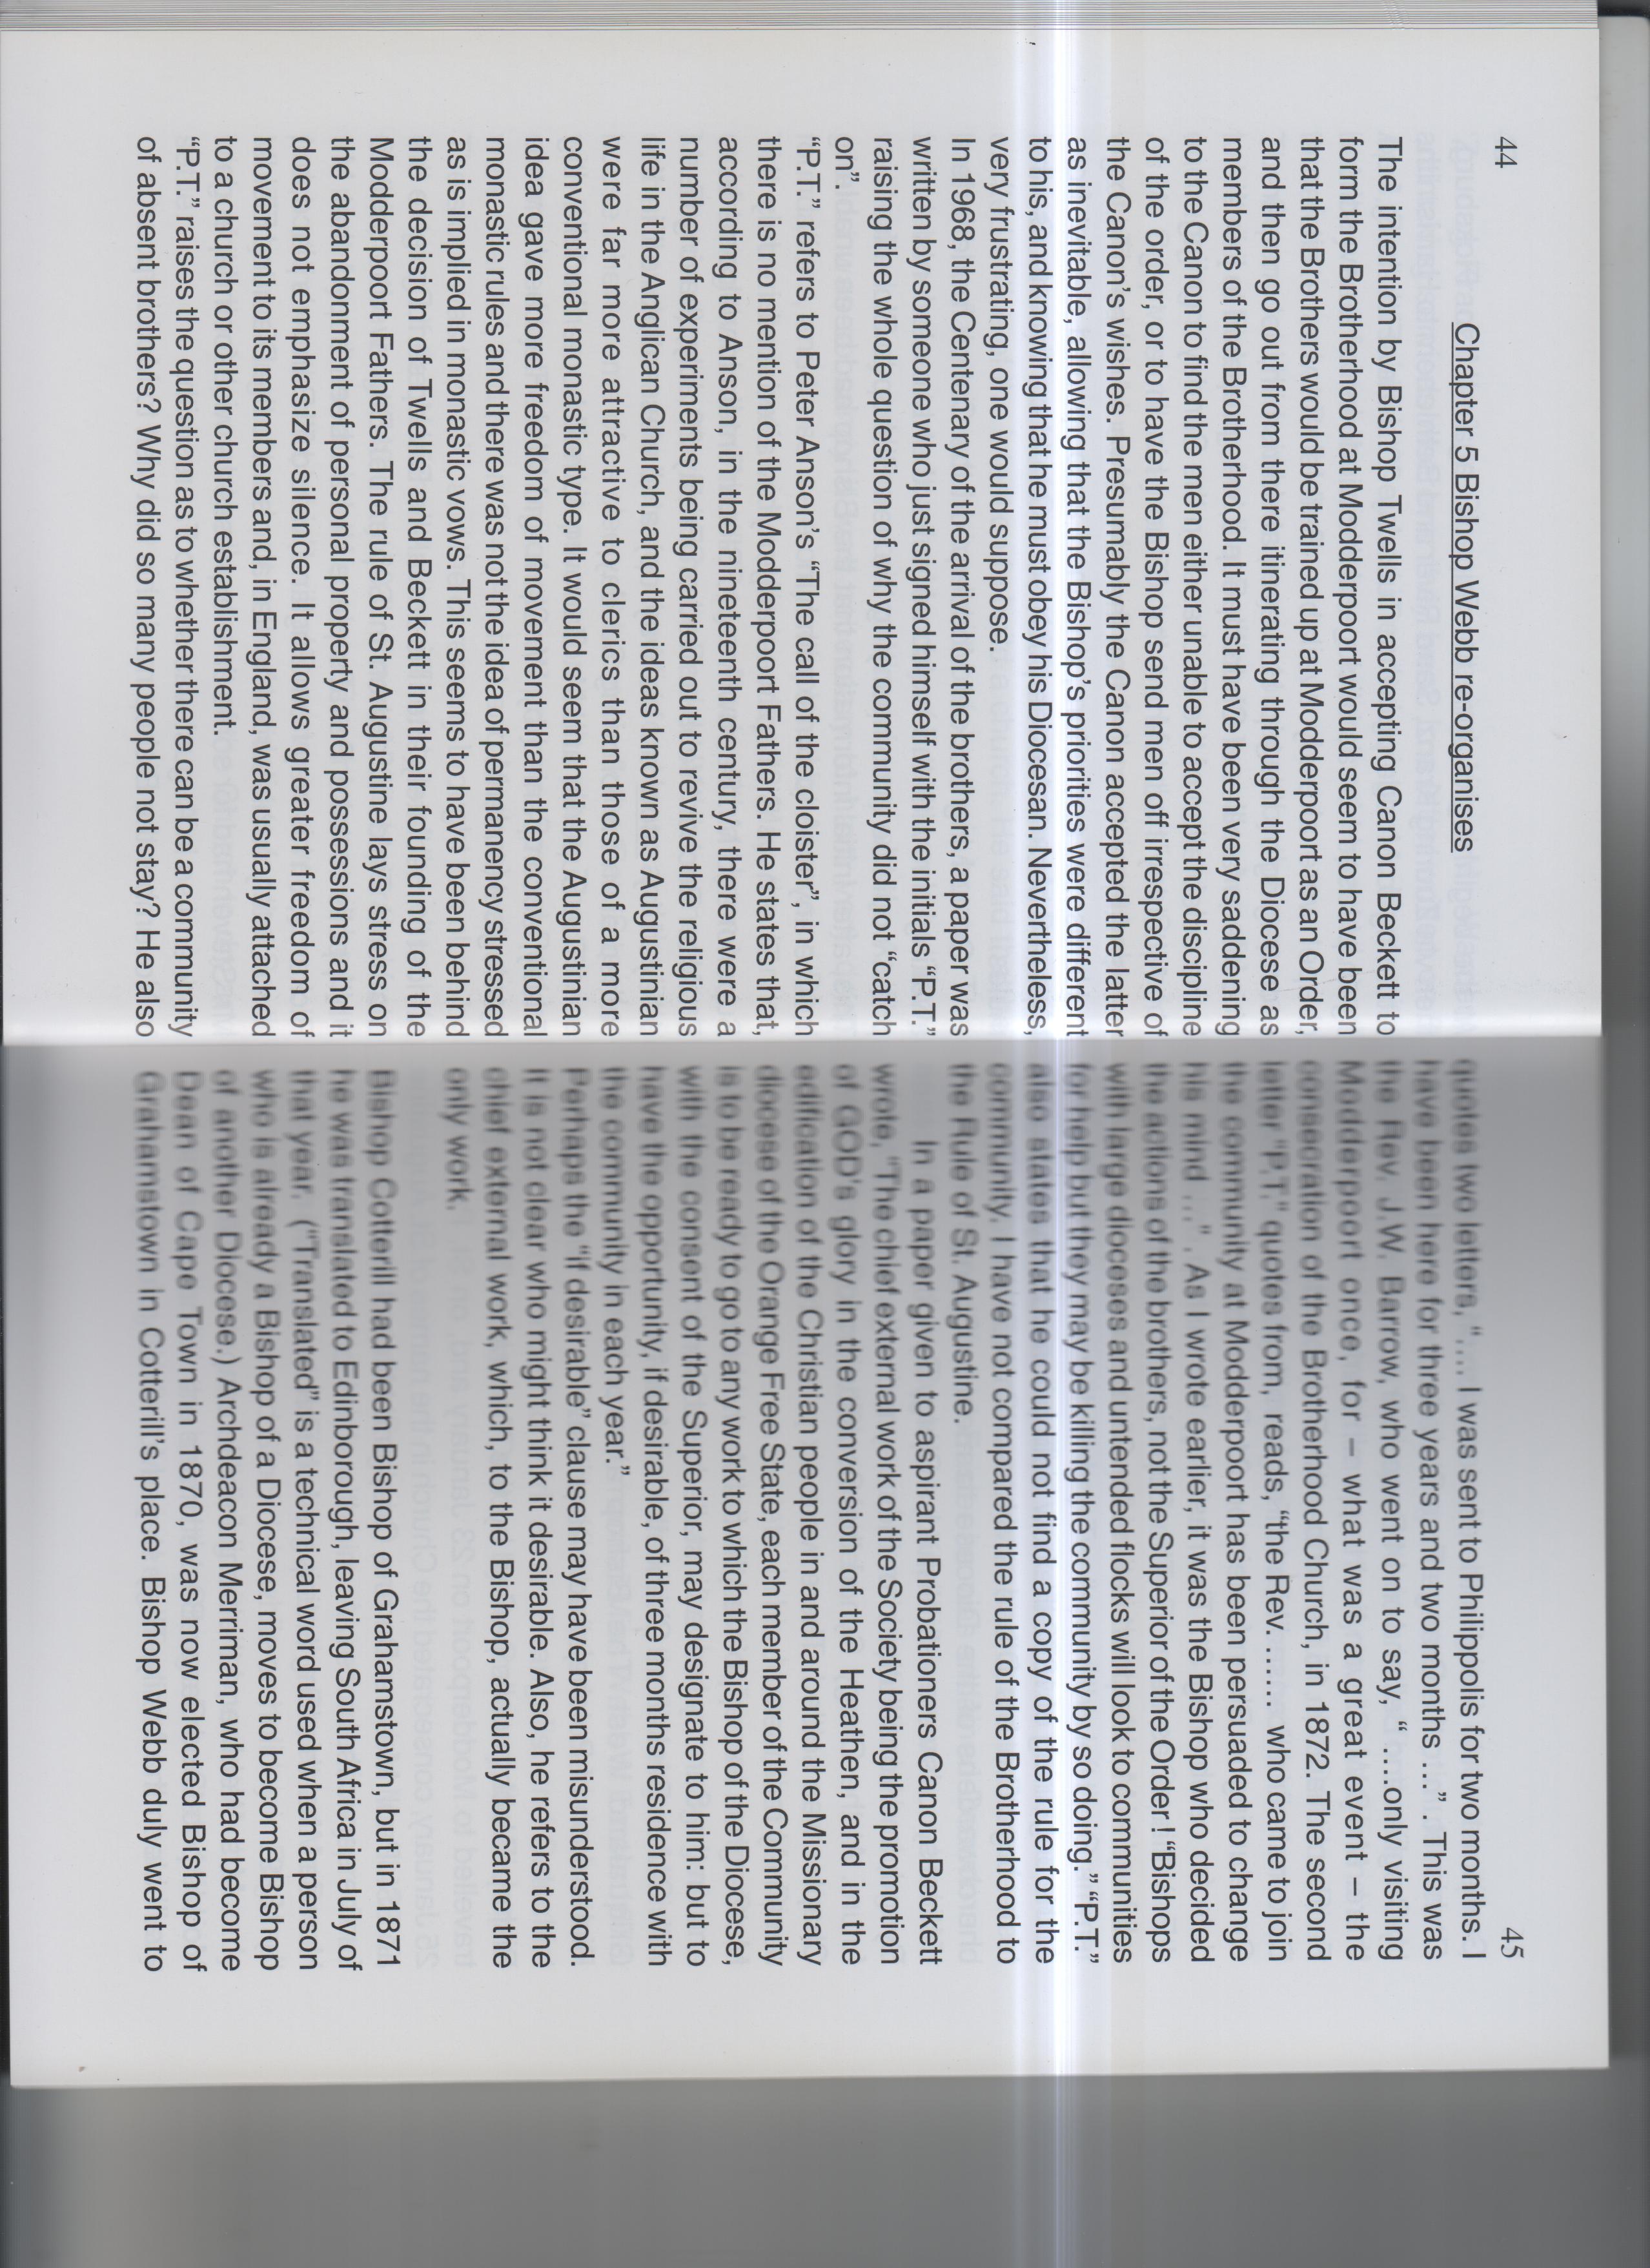 44
Chapter 5 Bishop Webb re-organises
The intention by Bishop Twells in accepting Canon Beckett to
form the Brotherhood at Modderpoort would seem to have been
that the Brothers would be trained up at Modderpoort as an Order,
and then go out from there itinerating through the Diocese as
members of the Brotherhood. It must have been very saddening
to the Canon to find the men either unable to accept the discipline
of the order, or to have the Bishop send men off irrespective of
the Canon's wishes. Presumably the Canon accepted the latter
as inevitable, allowing that the Bishop's priorities were different
to his, and knowing that he must obey his Diocesan. Nevertheless,
very frustrating, one would suppose.
In 1968, the Centenary of the arrival of the brothers, a paper was
written by someone who just signed himself with the initials “P.T.”
raising the whole question of why the community did not “catch
on”.
“P.T.” refers to Peter Anson's “The call of the cloister”, in which
there is no mention of the Modderpoort Fathers. He states that,
according to Anson, in the nineteenth century, there were a
number of experiments being carried out to revive the religious
life in the Anglican Church, and the ideas known as Augustinian
were far more attractive to clerics than those of a more
conventional monastic type. It would seem that the Augustinian
idea gave more freedom of movement than the conventional
monastic rules and there was not the idea of permanency stressed
as is implied in monastic vows. This seems to have been behind
the decision of Twells and Beckett in their founding of the
Modderpoort Fathers. The rule of St. Augustine lays stress on
the abandonment of personal property and possessions and it
does not emphasize silence. It allows greater freedom of
movement to its members and, in England, was usually attached
to a church or other church establishment.
“P.T.” raises the question as to whether there can be a community
of absent brothers? Why did so many people not stay? He also
45
quotes two letters, “.... I was sent to Philippolis for two months. I
have been here for three years and two months ...” . This was
the Rev. J.W. Barrow, who went on to say, “ ....only visiting
Modderpoort once, for – what was a great event – the
consecration of the Brotherhood Church, in 1872. The second
letter “P.T.” quotes from, reads, “the Rev. ...... who came to join
the community at Modderpoort has been persuaded to change
his mind ...” . As I wrote earlier, it was the Bishop who decided
the actions of the brothers, not the Superior of the Order! “Bishops
with large dioceses and untended flocks will look to communities
for help but they may be killing the community by so doing.” “P.T.”
also states that he could not find a copy of the rule for the
community. I have not compared the rule of the Brotherhood to
the Rule of St. Augustine.
In a paper given to aspirant Probationers Canon Beckett
wrote, “The chief external work of the Society being the promotion
of GOD's glory in the conversion of the Heathen, and in the
edification of the Christian people in and around the Missionary
diocese of the Orange Free State, each member of the Community
is to be ready to go to any work to which the Bishop of the Diocese,
with the consent of the Superior, may designate to him: but to
have the opportunity, if desirable, of three months residence with
the community in each year.”
Perhaps the “if desirable” clause may have been misunderstood.
It is not clear who might think it desirable. Also, he refers to the
chief external work, which, to the Bishop, actually became the
only work.
Bishop Cotterill had been Bishop of Grahamstown, but in 1871
he was translated to Edinborough, leaving South Africa in July of
that year. (“Translated” is a technical word used when a person
who is already a Bishop of a Diocese, moves to become Bishop
of another Diocese.) Archdeacon Merriman, who had become
Dean of Cape Town in 1870, was now elected Bishop of
Grahamstown in Cotterill's place. Bishop Webb duly went to